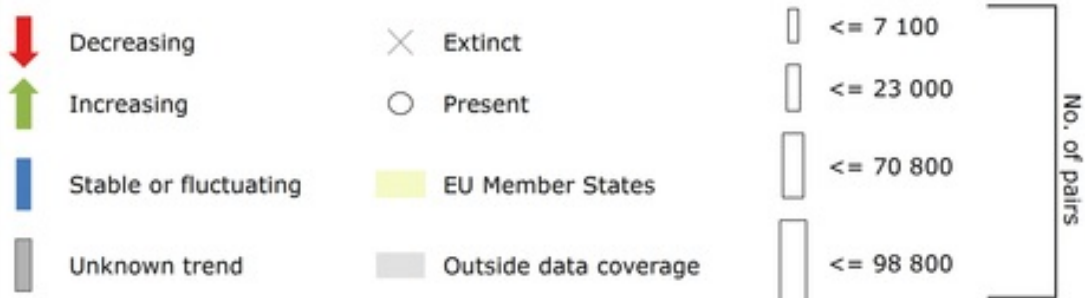 Decreasing
Increasing
Stable or fluctuating
Unknown trend
Extinct
Present
EU Member States
Outside data coverage
<= 7 100
<= 23 000
<= 70 800
<= 98 800
No. of pairs